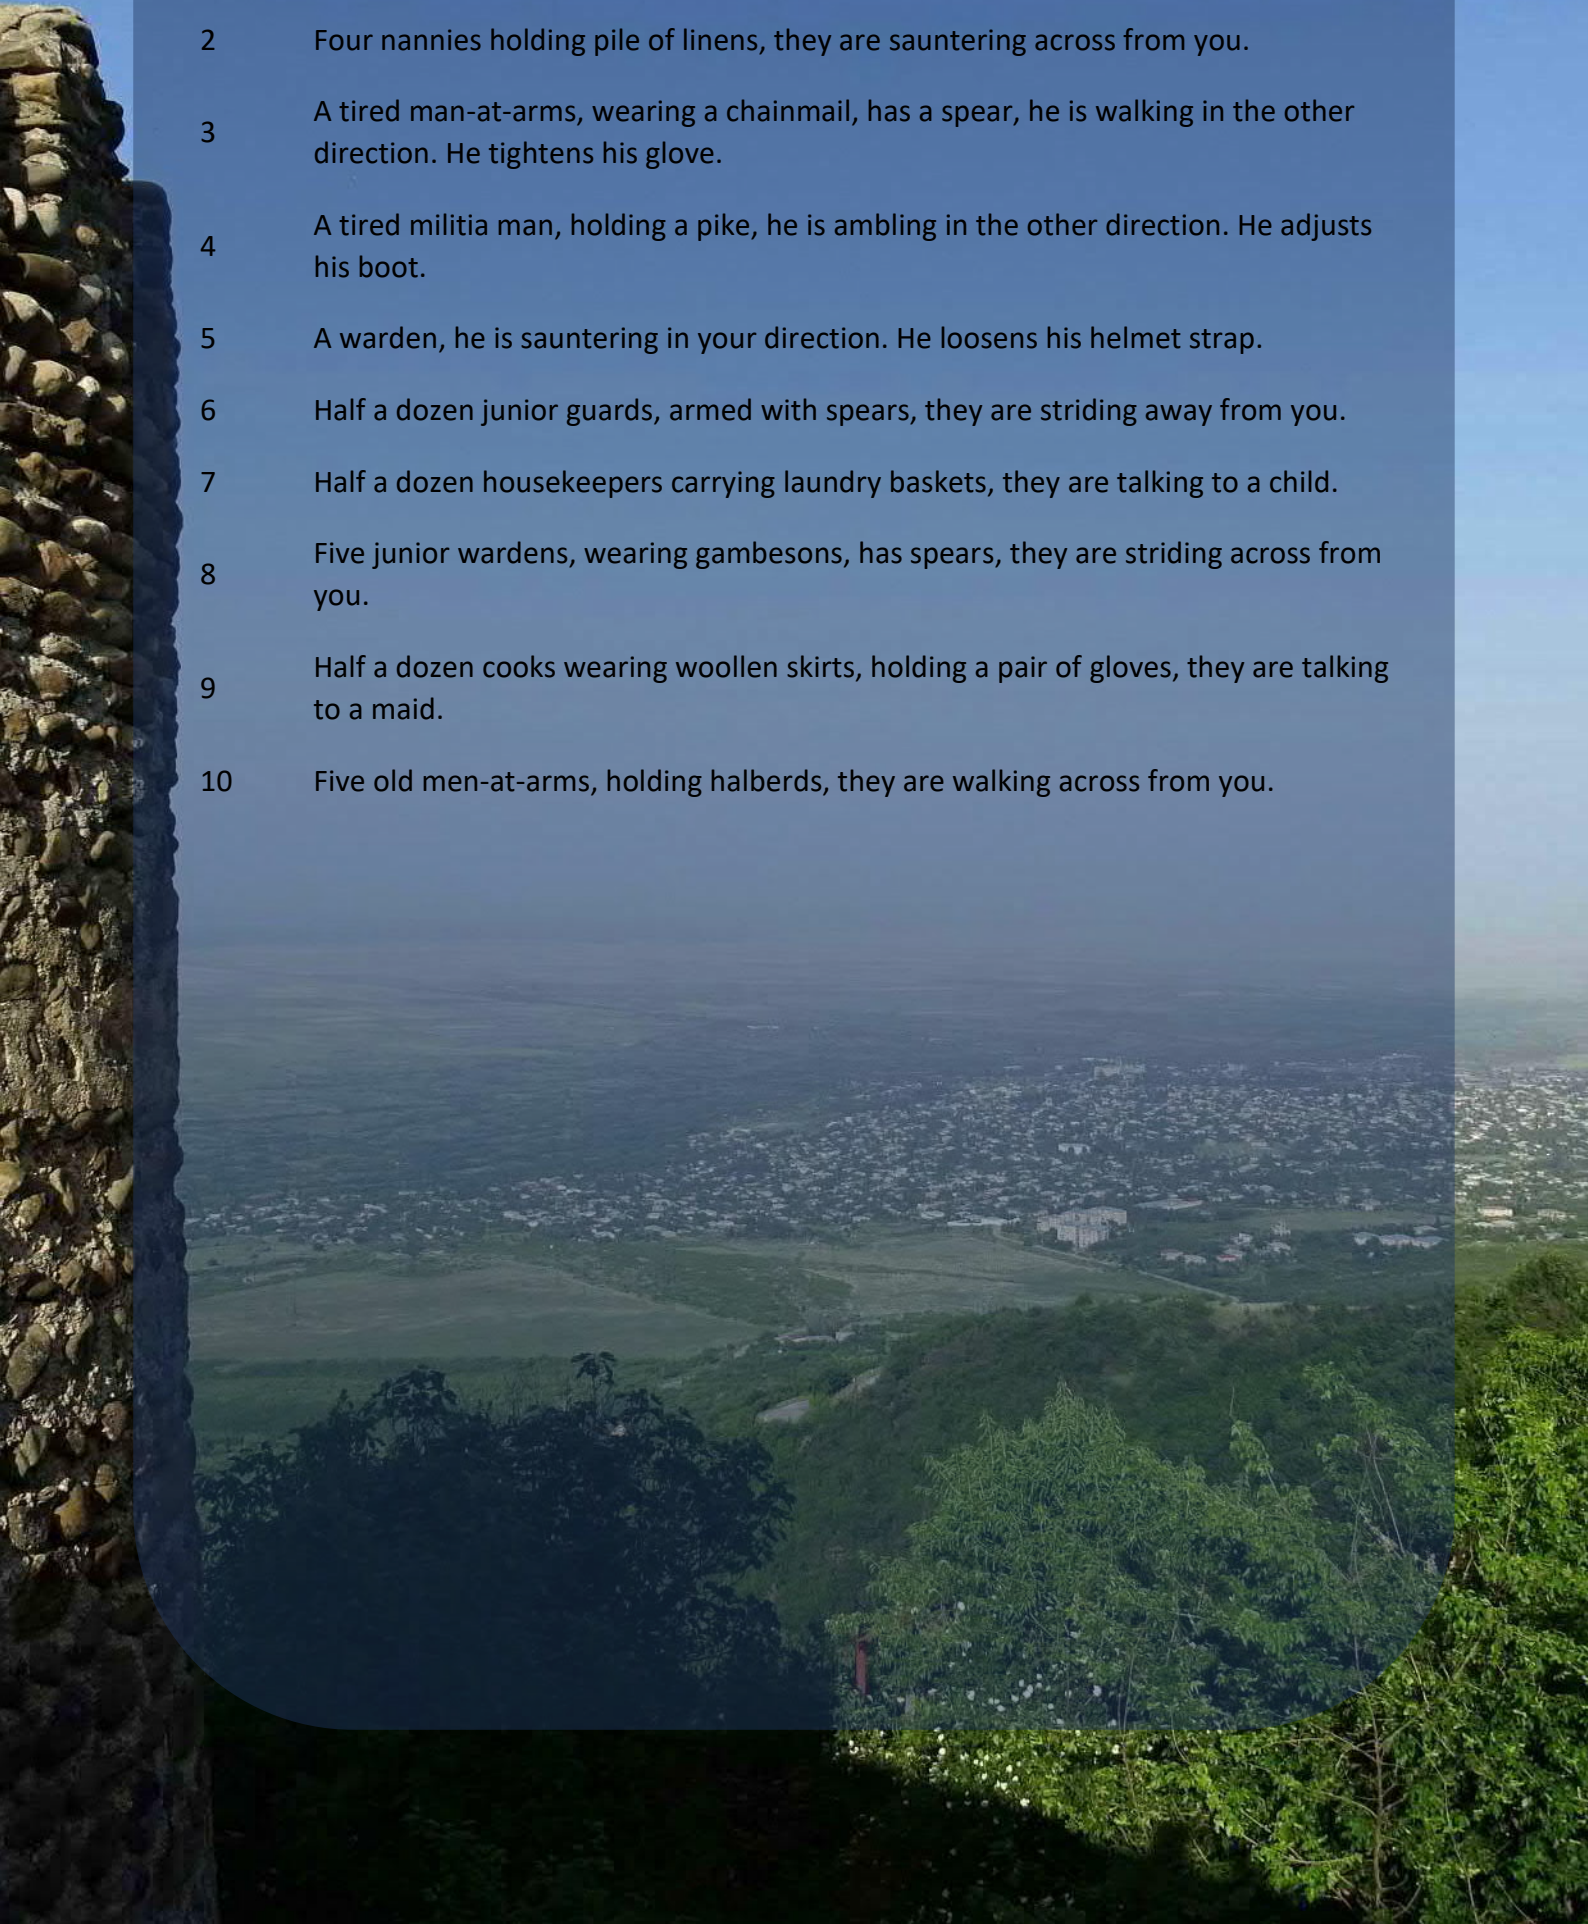 2 Four nannies holding pile of linens, they are sauntering across from you.
3 A tired man-at-arms, wearing a chainmail, has a spear, he is walking in the other
direction. He tightens his glove.
4 A tired militia man, holding a pike, he is ambling in the other direction. He adjusts
his boot.
5 A warden, he is sauntering in your direction. He loosens his helmet strap.
6 Half a dozen junior guards, armed with spears, they are striding away from you.
7 Half a dozen housekeepers carrying laundry baskets, they are talking to a child.
8 Five junior wardens, wearing gambesons, has spears, they are striding across from
you.
9 Half a dozen cooks wearing woollen skirts, holding a pair of gloves, they are talking
to a maid.
10 Five old men-at-arms, holding halberds, they are walking across from you.